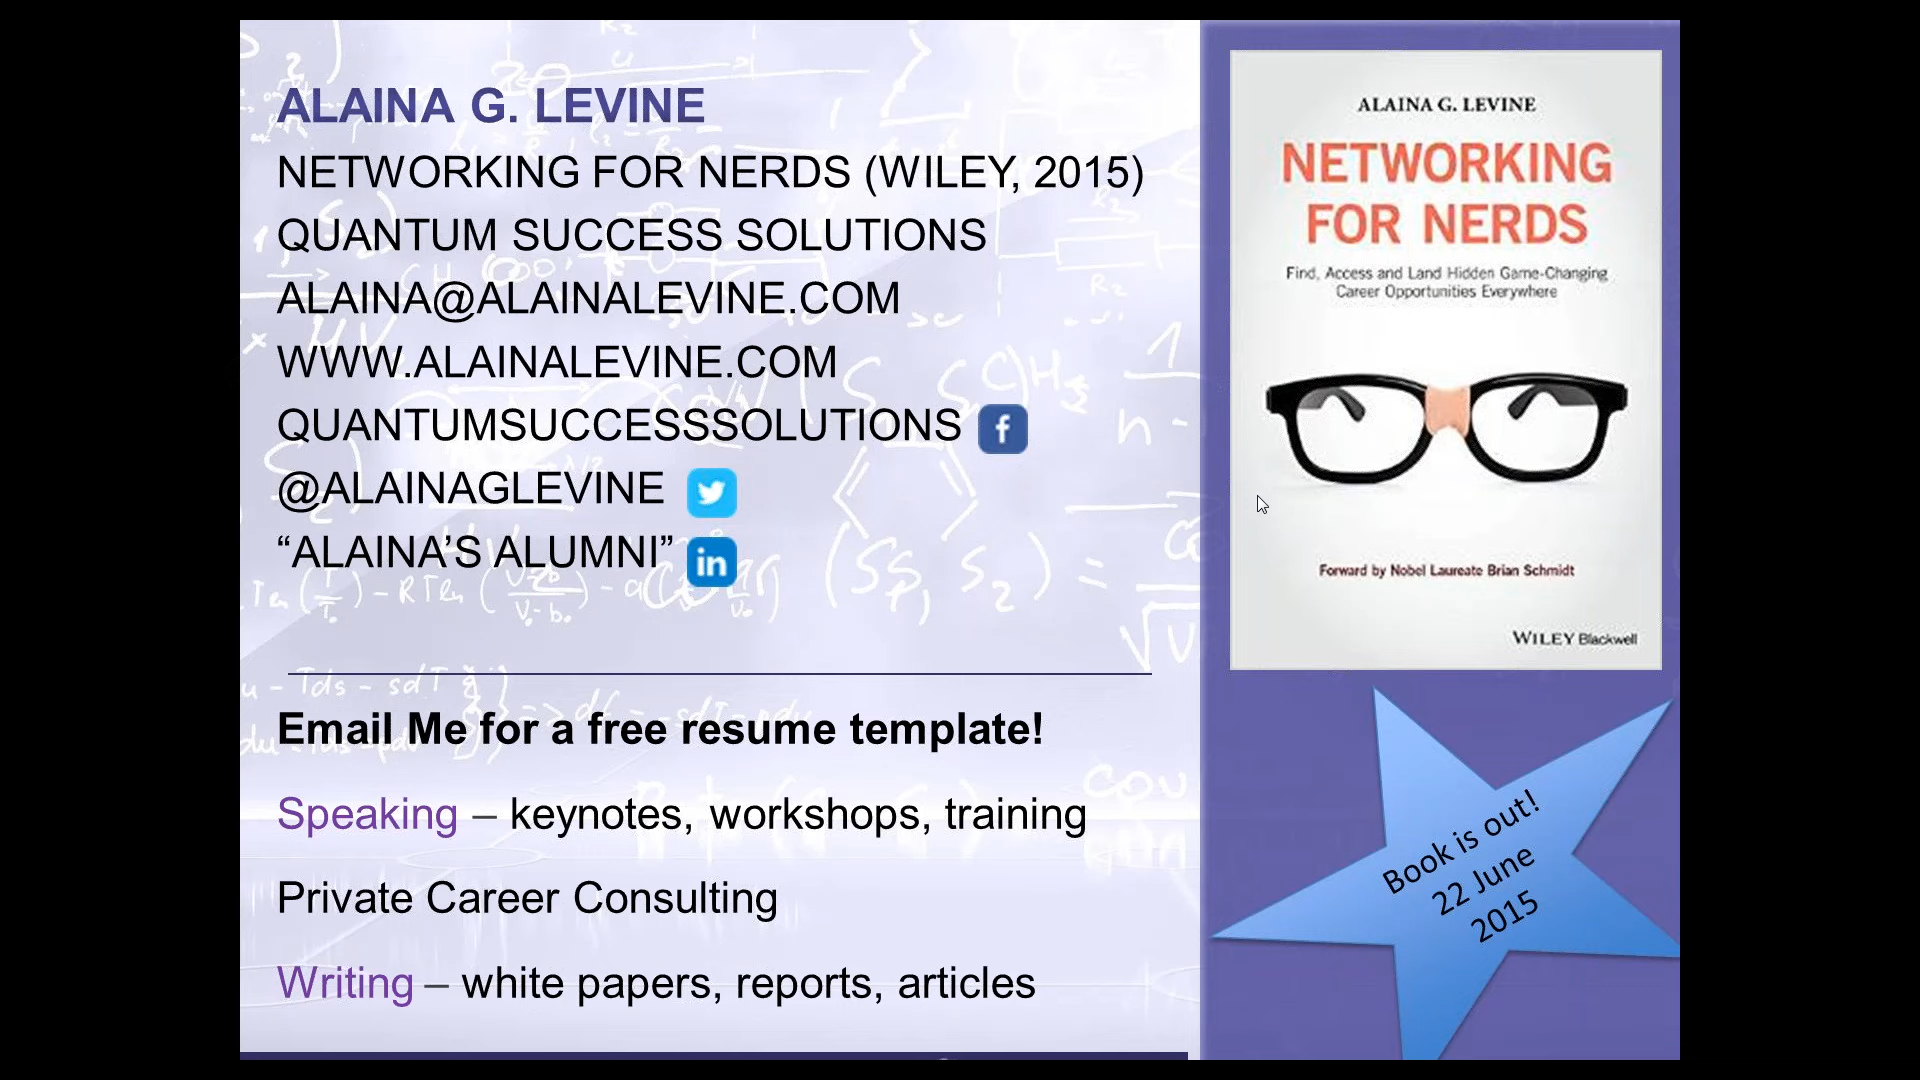 ALAINA G. LEVINE
NETWORKING FOR NERDS (WILEY, 2015)
QUANTUM SUCCESS SOLUTIONS
ALAINA@ALAINALEVINE.COM
WWW.ALAINALEVINE.COM
QUANTUMSUCCESSSOLUTIONS f
@ALAINAGLEVINE
“ALAINA’S ALUMNI” in
Email Me for a free resume template!
Speaking – keynotes, workshops, training
Private Career Consulting
Writing – white papers, reports, articles
ALAINA G. LEVINE
NETWORKING
FOR NERDS
Find, Access and Land Hidden Game-Changing
Career Opportunities Everywhere
Forward by Nobel Laureate Brian Schmidt
WILEY Blackwell
Book is out!
22 June
2015